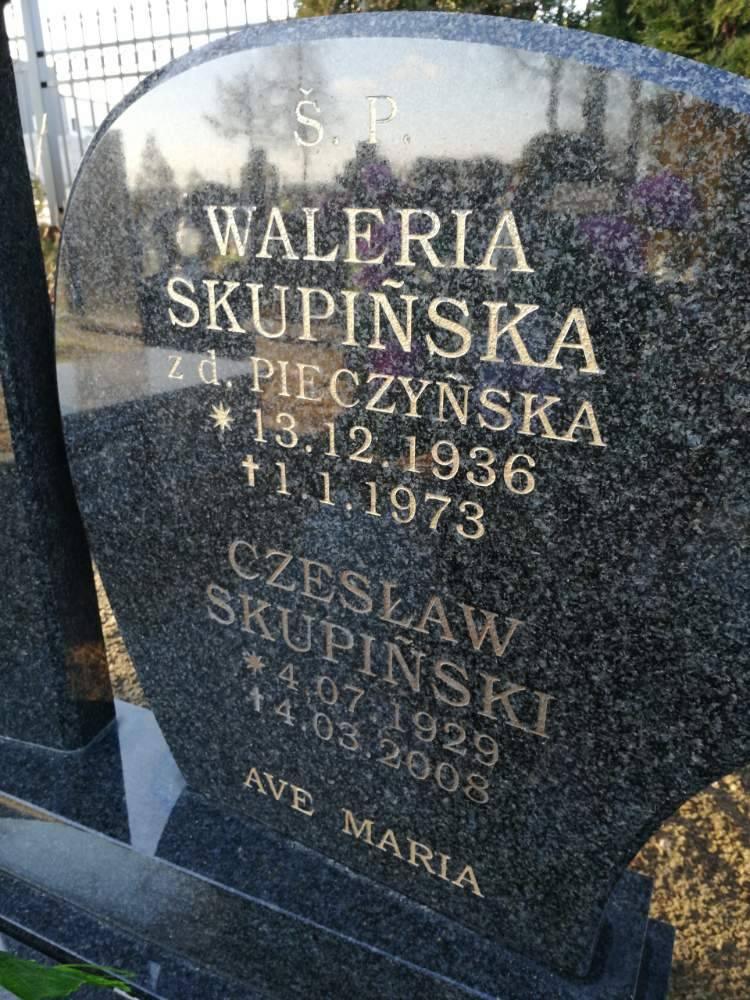 Ś. P.
WALERIA
SKUPIŃSKA
z d. PIECZYŃSKA
* 13.12.1936
† 1.1.1973
CZESŁAW
SKUPIŃSKI
* 4.07.1929
† 4.03.2008
AVE MARIA